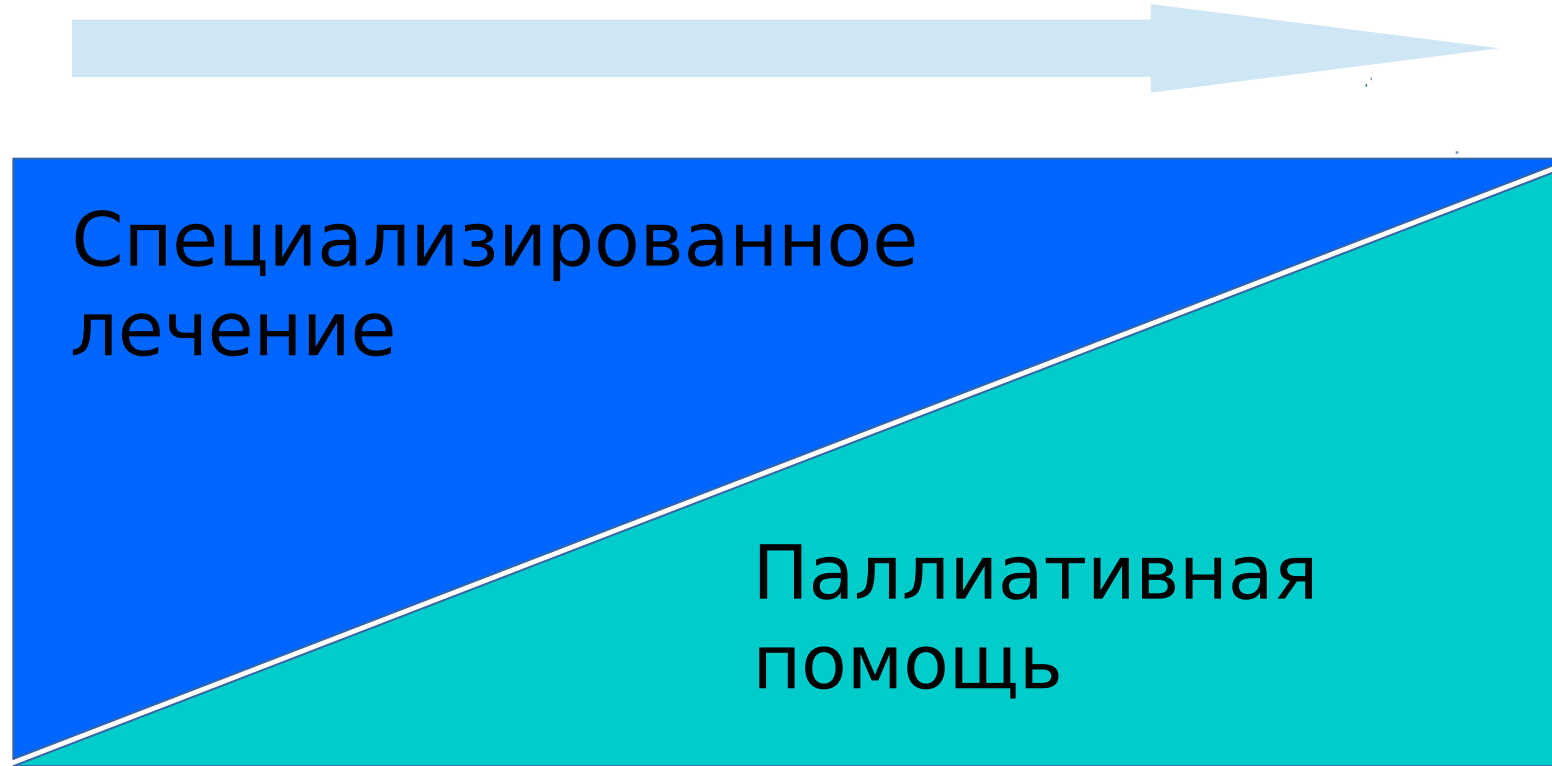 Специализированное
лечение
Паллиативная
помощь